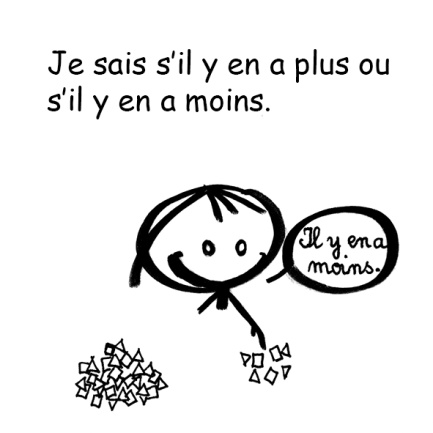 Je sais s'il y en a plus ou
s'il y en a moins.
Il y en a
moins.